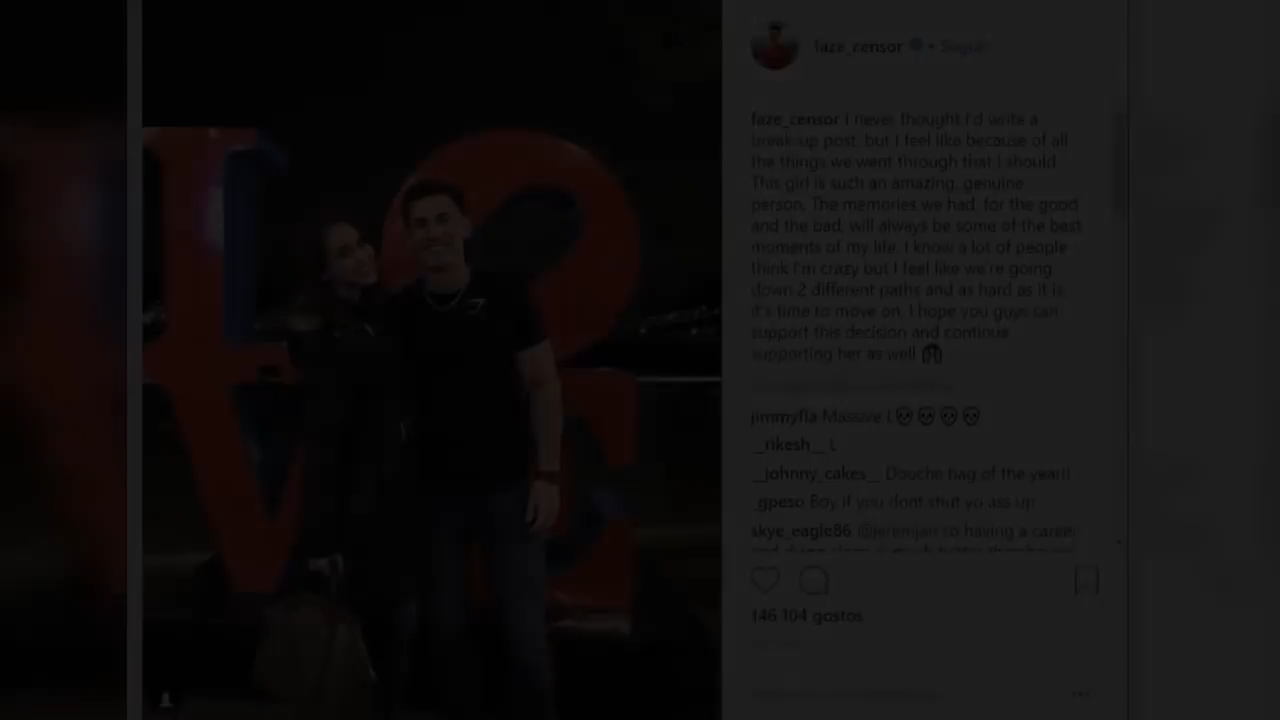 faze_censor • Seguir
faze_censor I never thought I'd write a
break-up post, but I feel like because of all
the things we went through that I should.
This girl is such an amazing, genuine
person. The memories we had, for the good
and the bad, will always be some of the best
moments of my life. I know a lot of people
think I'm crazy but I feel like we're going
down 2 different paths and as hard as it is,
it's time to move on. I hope you guys can
support this decision and continue
supporting her as well
jimmyfla Massive L
__rikesh__ L
__johnny_cakes__ Douche bag of the year!!
_gpeso Boy if you dont shut yo ass up
skye_eagle86 @jeremjan so having a career
146 104 gostos